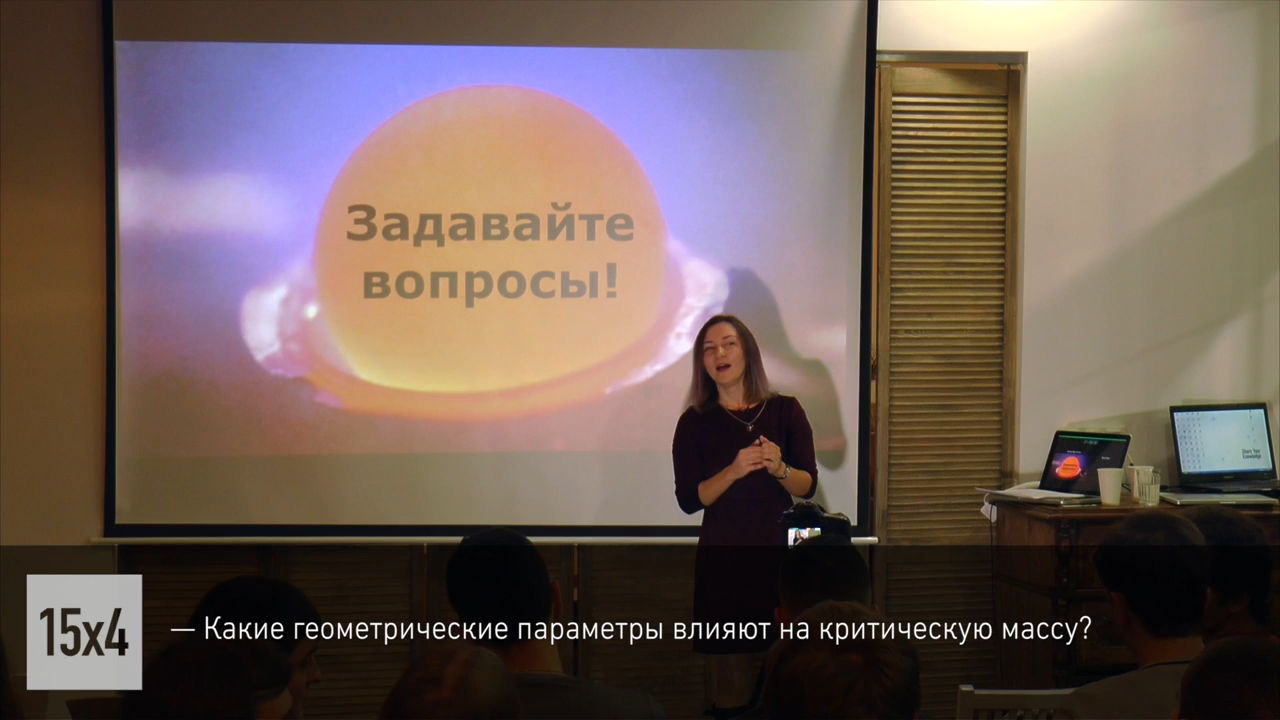 Задавайте
вопросы!
15x4
— Какие геометрические параметры влияют на критическую массу?